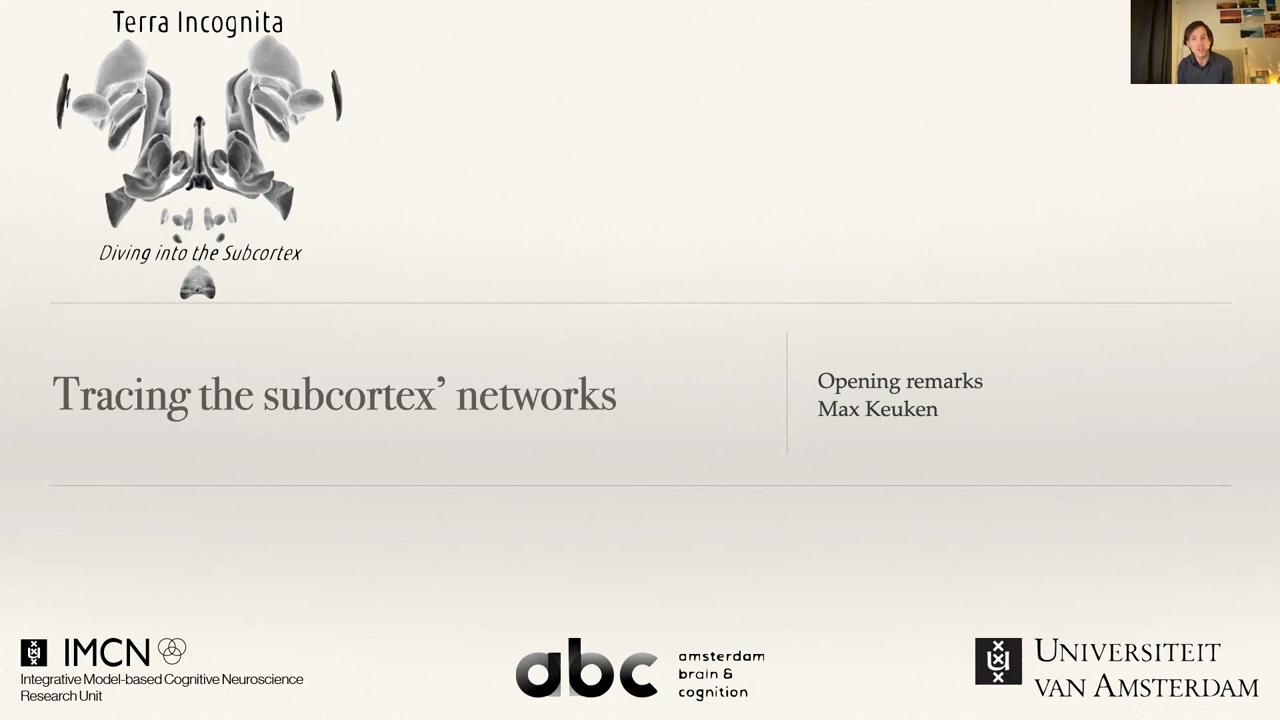 Terra Incognita
Diving into the Subcortex
Tracing the subcortex’ networks
Opening remarks
Max Keuken
IMCN
Integrative Model-based Cognitive Neuroscience
Research Unit
abc
amsterdam
brain &
cognition
UNIVERSITEIT
VAN AMSTERDAM